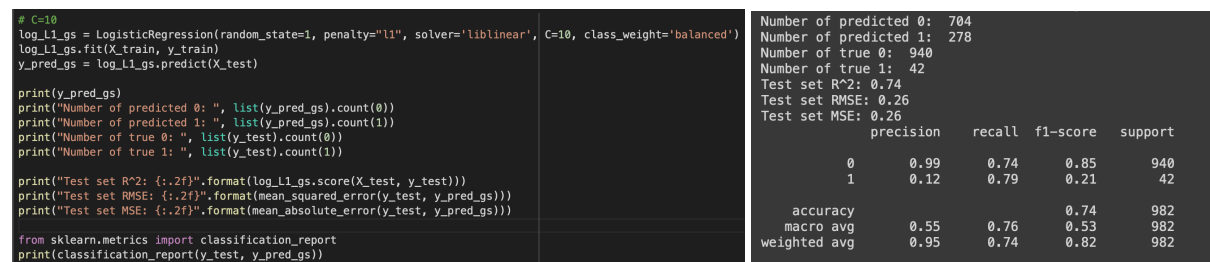 # C=10
log_L1_gs = LogisticRegression(random_state=1, penalty="l1", solver='liblinear', C=10, class_weight='balanced')
log_L1_gs.fit(X_train, y_train)
y_pred_gs = log_L1_gs.predict(X_test)
print(y_pred_gs)
print("Number of predicted 0: ", list(y_pred_gs).count(0))
print("Number of predicted 1: ", list(y_pred_gs).count(1))
print("Number of true 0: ", list(y_test).count(0))
print("Number of true 1: ", list(y_test).count(1))
print("Test set R^2: {:.2f}".format(log_L1_gs.score(X_test, y_test)))
print("Test set RMSE: {:.2f}".format(mean_squared_error(y_test, y_pred_gs)))
print("Test set MSE: {:.2f}".format(mean_absolute_error(y_test, y_pred_gs)))
from sklearn.metrics import classification_report
print(classification_report(y_test, y_pred_gs))
Number of predicted 0:  704
Number of predicted 1:  278
Number of true 0:  940
Number of true 1:  42
Test set R^2: 0.74
Test set RMSE: 0.26
Test set MSE: 0.26
precision recall f1-score support
0 0.99 0.74 0.85 940
1 0.12 0.79 0.21 42
accuracy 0.74 982
macro avg 0.55 0.76 0.53 982
weighted avg 0.95 0.74 0.82 982